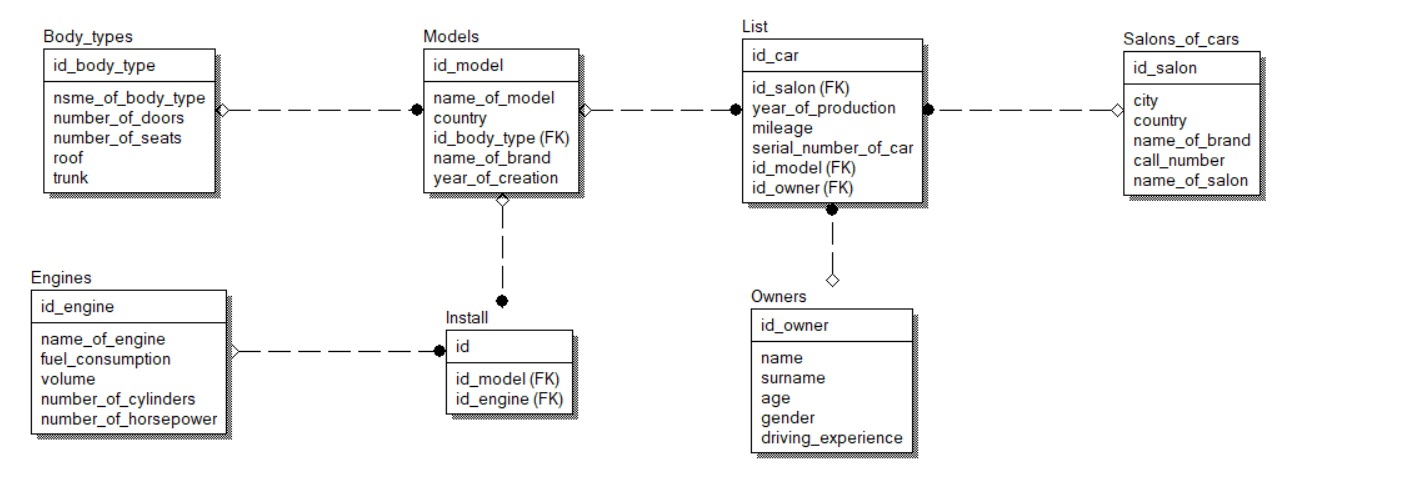 Body_types
id_body_type
nsme_of_body_type
number_of_doors
number_of_seats
roof
trunk
Models
id_model
name_of_model
country
id_body_type (FK)
name_of_brand
year_of_creation
List
id_car
id_salon (FK)
year_of_production
mileage
serial_number_of_car
id_model (FK)
id_owner (FK)
Salons_of_cars
id_salon
city
country
name_of_brand
call_number
name_of_salon
Engines
id_engine
name_of_engine
fuel_consumption
volume
number_of_cylinders
number_of_horsepower
Install
id
id_model (FK)
id_engine (FK)
Owners
id_owner
name
surname
age
gender
driving_experience